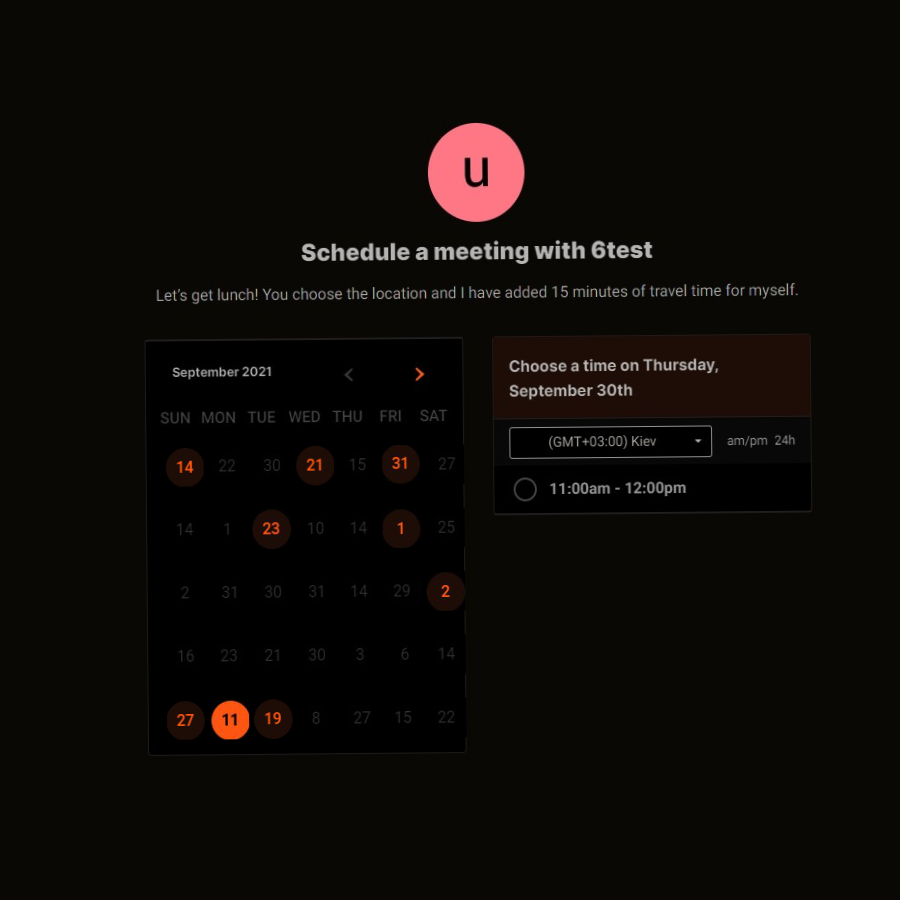 u
Schedule a meeting with 6test
Let's get lunch! You choose the location and I have added 15 minutes of travel time for myself.
September 2021
SUN MON TUE WED THU FRI SAT
14 22 30 21 15 31 27
14 1 23 10 14 1 25
2 31 30 31 14 29 2
16 23 21 30 3 6 14
27 11 19 8 27 15 22
Choose a time on Thursday,
September 30th
(GMT+03:00) Kiev am/pm 24h
11:00am - 12:00pm